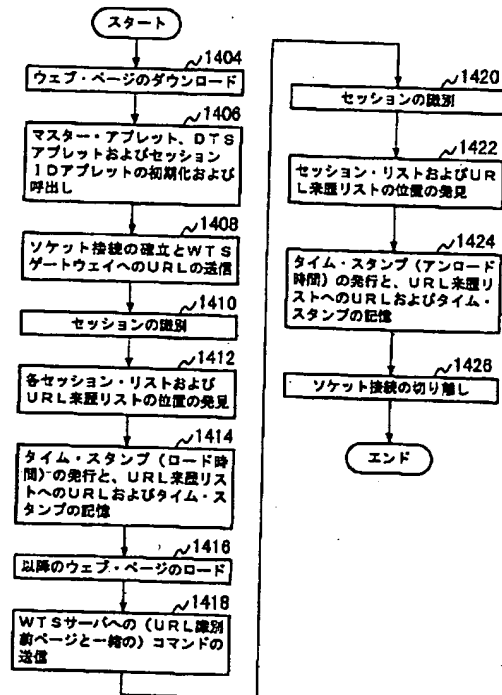 スタート
1404
ウェブ・ページのダウンロード
1406
マスター・アプレット、DTS
アプレットおよびセッション
IDアプレットの初期化および
呼出し
1408
ソケット接続の確立とWTS
ゲートウェイへのURLの送信
1410
セッションの識別
1412
各セッション・リストおよび
URL来歴リストの位置の発見
1414
タイム・スタンプ(ロード時
間)の発行と、URL来歴リス
トへのURLおよびタイム・ス
タンプの記憶
1416
以降のウェブ・ページのロード
1418
WTSサーバへの(URL識別
前ページと一緒の)コマンドの
送信
1420
セッションの識別
1422
セッション・リストおよびUR
L来歴リストの位置の発見
1424
タイム・スタンプ(アンロード
時間)の発行と、URL来歴リ
ストへのURLおよびタイム・
スタンプの記憶
1426
ソケット接続の切り離し
エンド